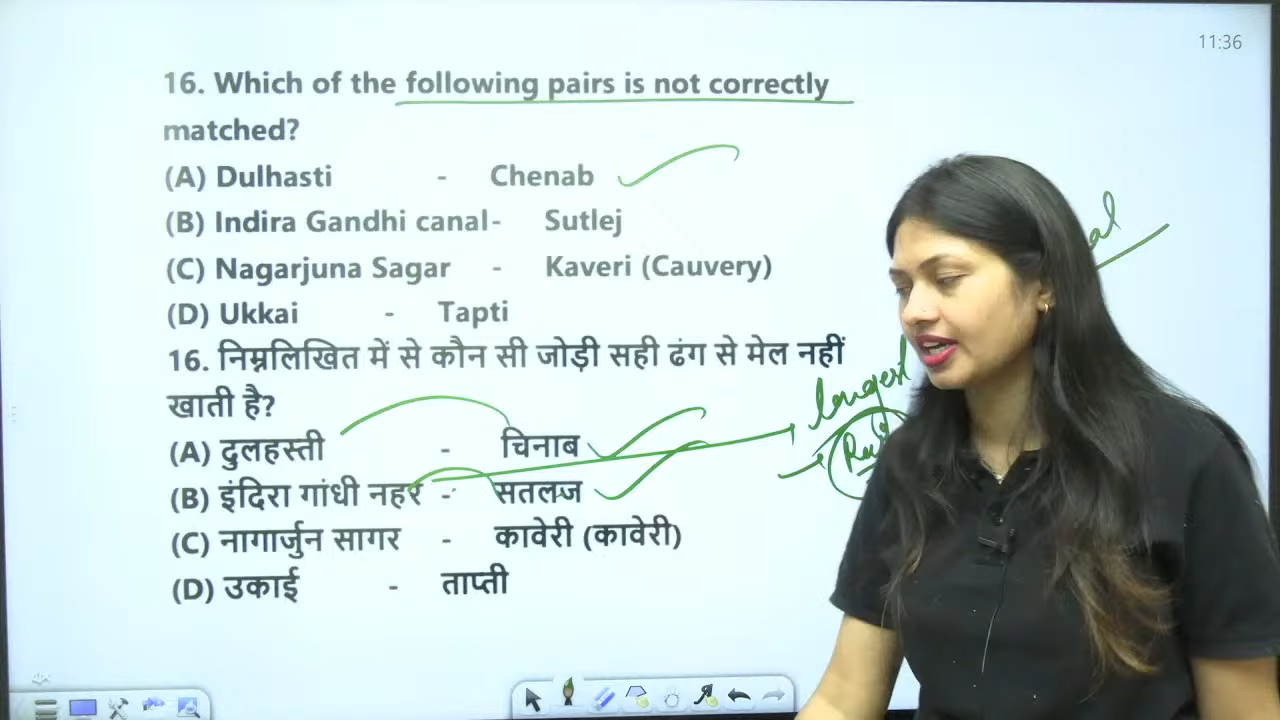 11:36
16. Which of the following pairs is not correctly
matched?
(A) Dulhasti - Chenab
(B) Indira Gandhi canal- Sutlej
(C) Nagarjuna Sagar - Kaveri (Cauvery)
(D) Ukkai - Tapti
16. निम्नलिखित में से कौन सी जोड़ी सही ढंग से मेल नहीं
खाती है?
(A) दुलहस्ती - चिनाब
(B) इंदिरा गांधी नहर - सतलज
(C) नागार्जुन सागर - कावेरी (कावेरी)
(D) उकाई - ताप्ती
longest